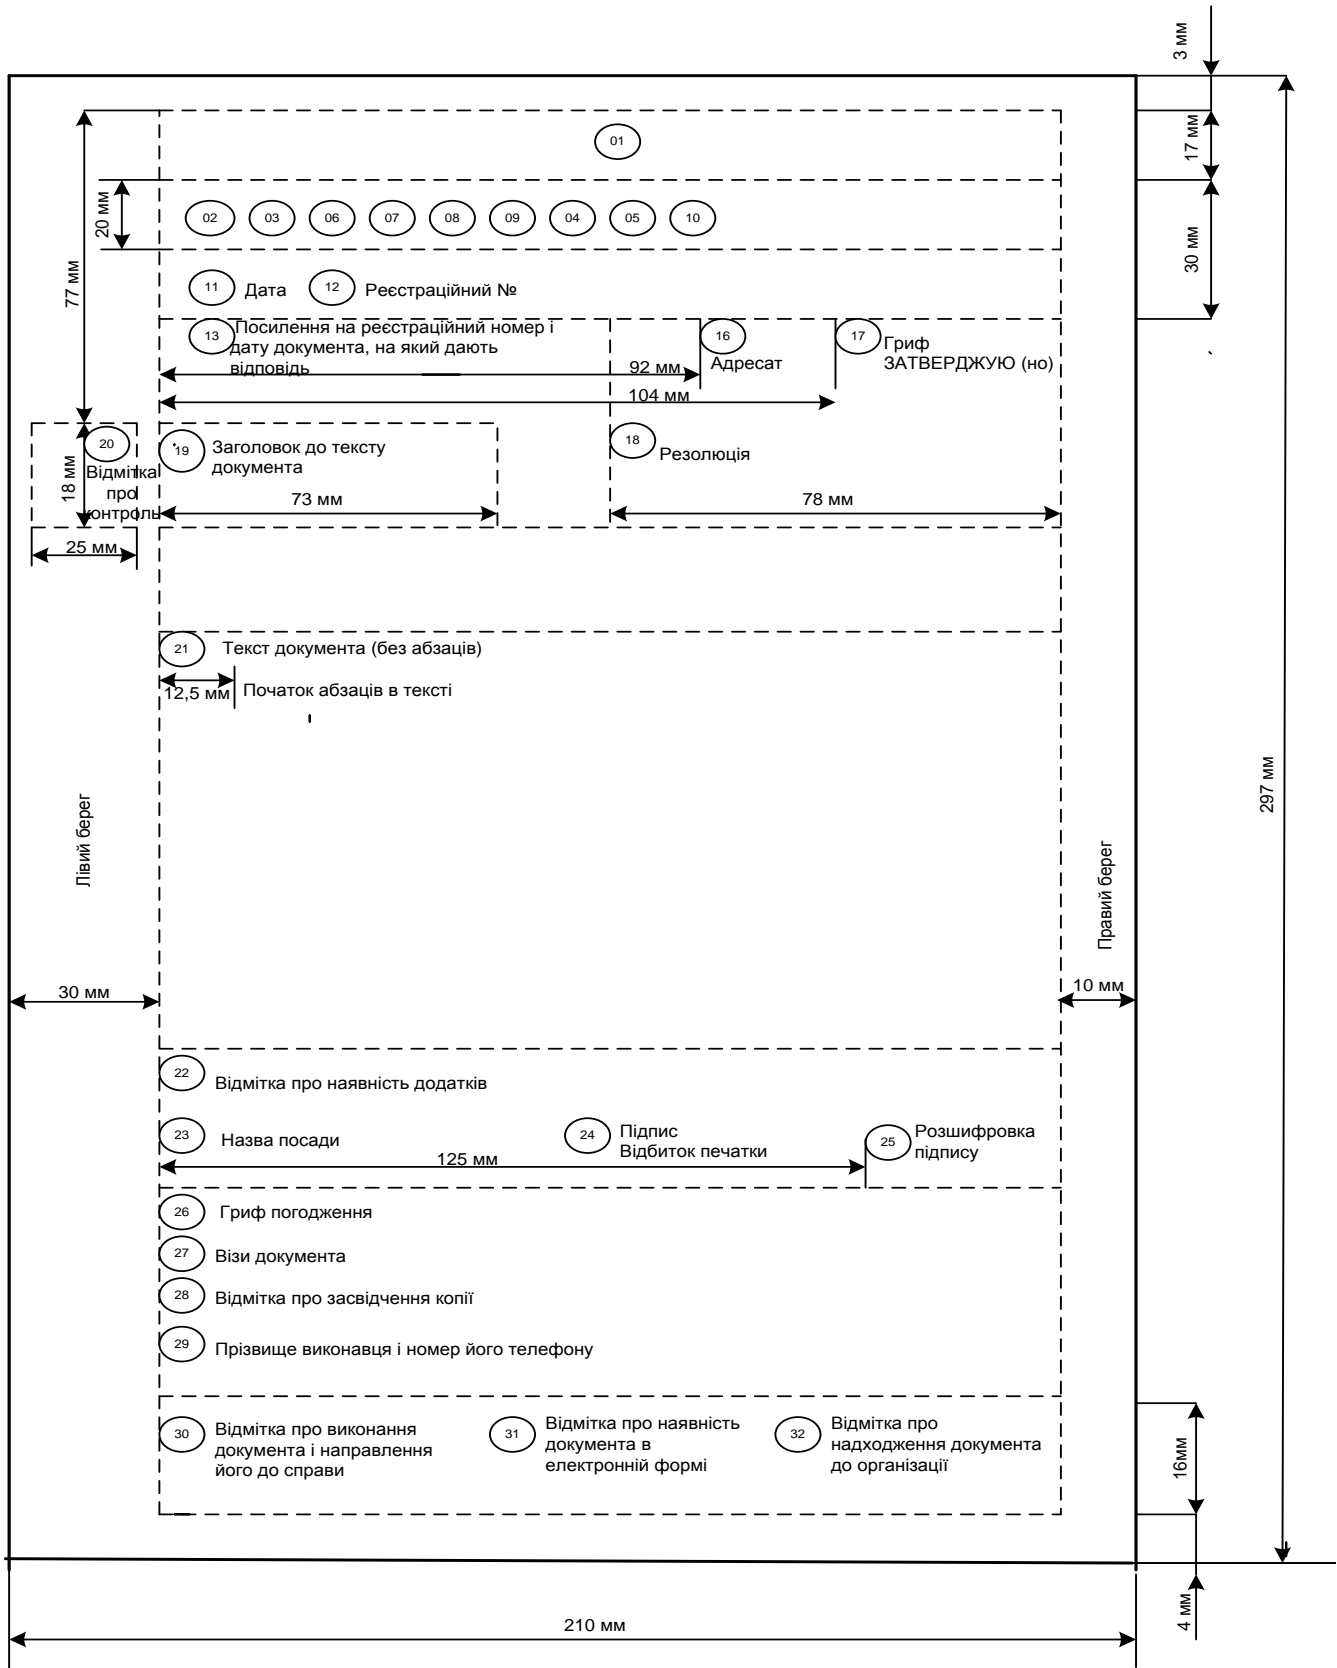 3 мм
01
17 мм
20 мм
02 03 06 07 08 09 04 05 10
30 мм
77 мм
11 Дата 12 Реєстраційний №
13 Посилення на реєстраційний номер і
дату документа, на який дають
відповідь
16
Адресат
17 Гриф
ЗАТВЕРДЖУЮ (но)
92 мм
104 мм
20
Відмітка
про
контроль
18 мм
25 мм
19 Заголовок до тексту
документа
73 мм
18 Резолюція
78 мм
21 Текст документа (без абзаців)
12,5 мм Початок абзаців в тексті
297 мм
Лівий берег
Правий берег
30 мм
10 мм
22 Відмітка про наявність додатків
23 Назва посади
24 Підпис
Відбиток печатки
25 Розшифровка
підпису
125 мм
26 Гриф погодження
27 Візи документа
28 Відмітка про засвідчення копії
29 Прізвище виконавця і номер його телефону
30 Відмітка про виконання
документа і направлення
його до справи
31 Відмітка про наявність
документа в
електронній формі
32 Відмітка про
надходження документа
до організації
16мм
4 мм
210 мм